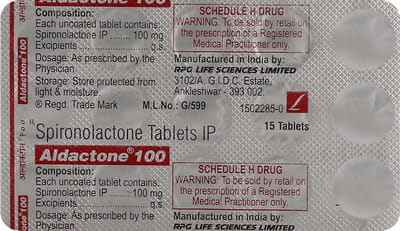 Aldactone 100
Composition:
Each uncoated tablet contains:
Spironolactone IP ....... 100 mg
Excipients ....................... q.s.
Dosage: As prescribed by the
Physician
Storage: Store protected from
light & moisture.
® Regd. Trade Mark
M.L.No.: G/599
SCHEDULE H DRUG
WARNING: To be sold by retail on
the prescription of a Registered
Medical Practitioner only.
Manufactured in India by:
RPG LIFE SCIENCES LIMITED
3102/A, G.I.D.C. Estate,
Ankleshwar - 393 002.
1502285-0
15 Tablets
Spironolactone Tablets IP
Aldactone® 100
Composition:
Each uncoated tablet contains:
Spironolactone IP ....... 100 mg
Excipients ....................... q.s.
Dosage: As prescribed by the
SCHEDULE H DRUG
WARNING: To be sold by retail
on the prescription of a Registered
Medical Practitioner only.
Manufactured in India by:
RPG LIFE SCIENCES LIMITED